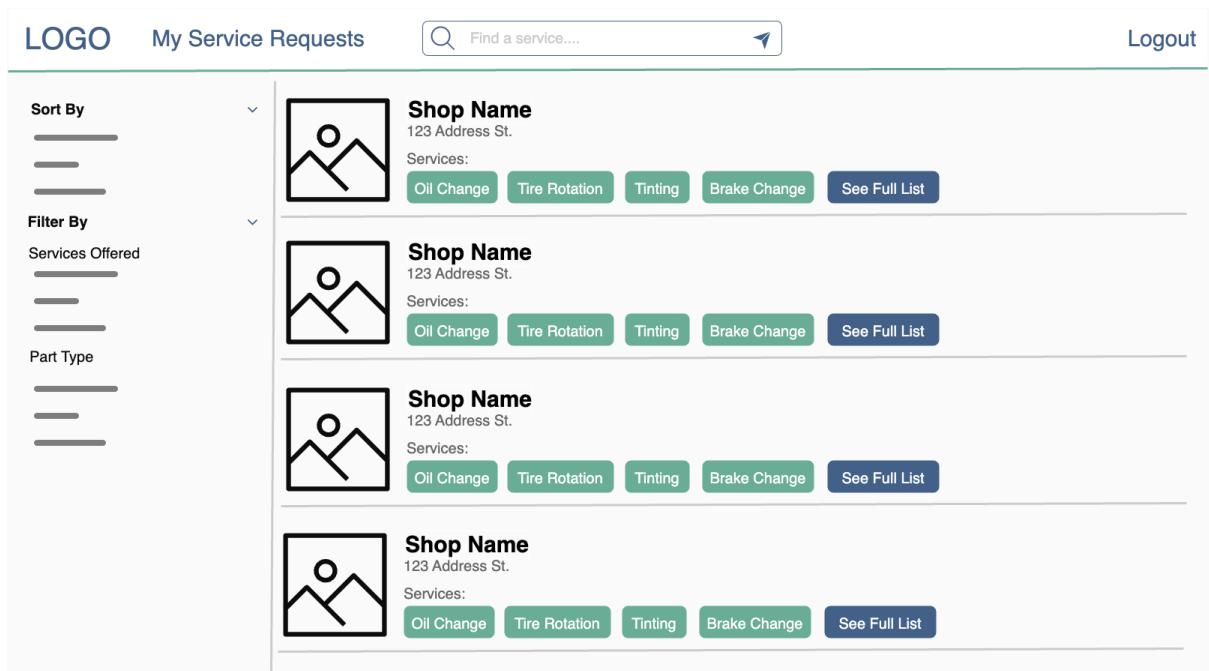 LOGO
My Service Requests
Find a service....
Logout
Sort By
Filter By
Services Offered
Part Type
Shop Name
123 Address St.
Services:
Oil Change Tire Rotation Tinting Brake Change See Full List
Shop Name
123 Address St.
Services:
Oil Change Tire Rotation Tinting Brake Change See Full List
Shop Name
123 Address St.
Services:
Oil Change Tire Rotation Tinting Brake Change See Full List
Shop Name
123 Address St.
Services:
Oil Change Tire Rotation Tinting Brake Change See Full List